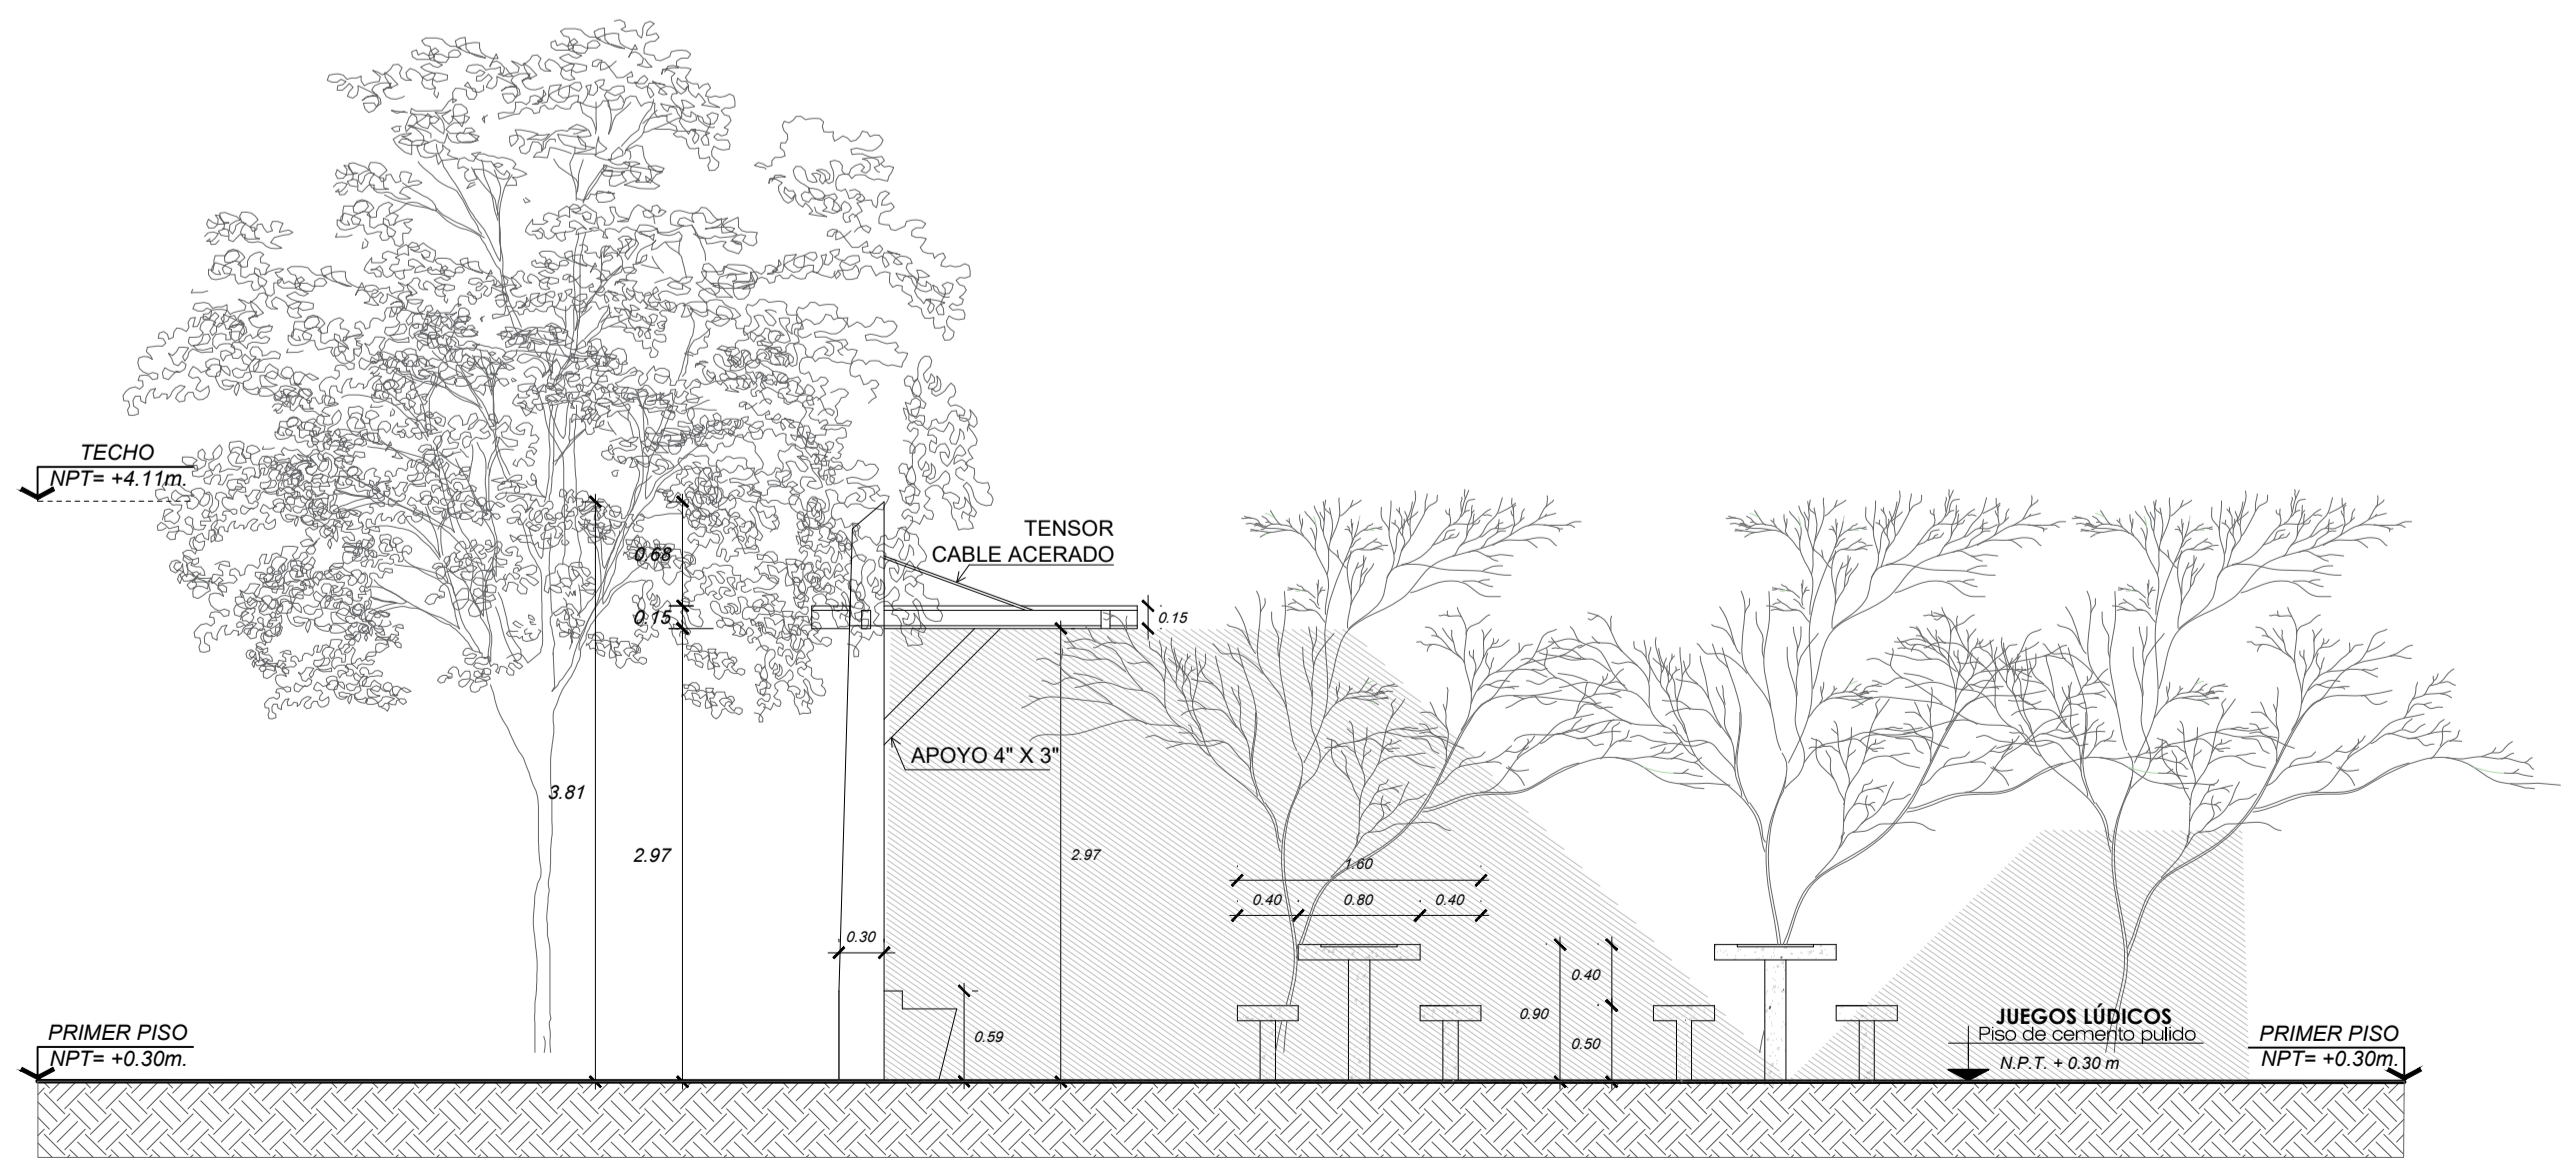 TECHO
NPT= +4.11m.
TENSOR
CABLE ACERADO
0.68
0.15
0.15
APOYO 4" X 3"
3.81
2.97
2.97
1.60
0.40 0.80 0.40
0.30
0.40
0.90
0.59
0.50
JUEGOS LÚDICOS
Piso de cemento pulido
N.P.T. + 0.30 m
PRIMER PISO
NPT= +0.30m.
PRIMER PISO
NPT= +0.30m.